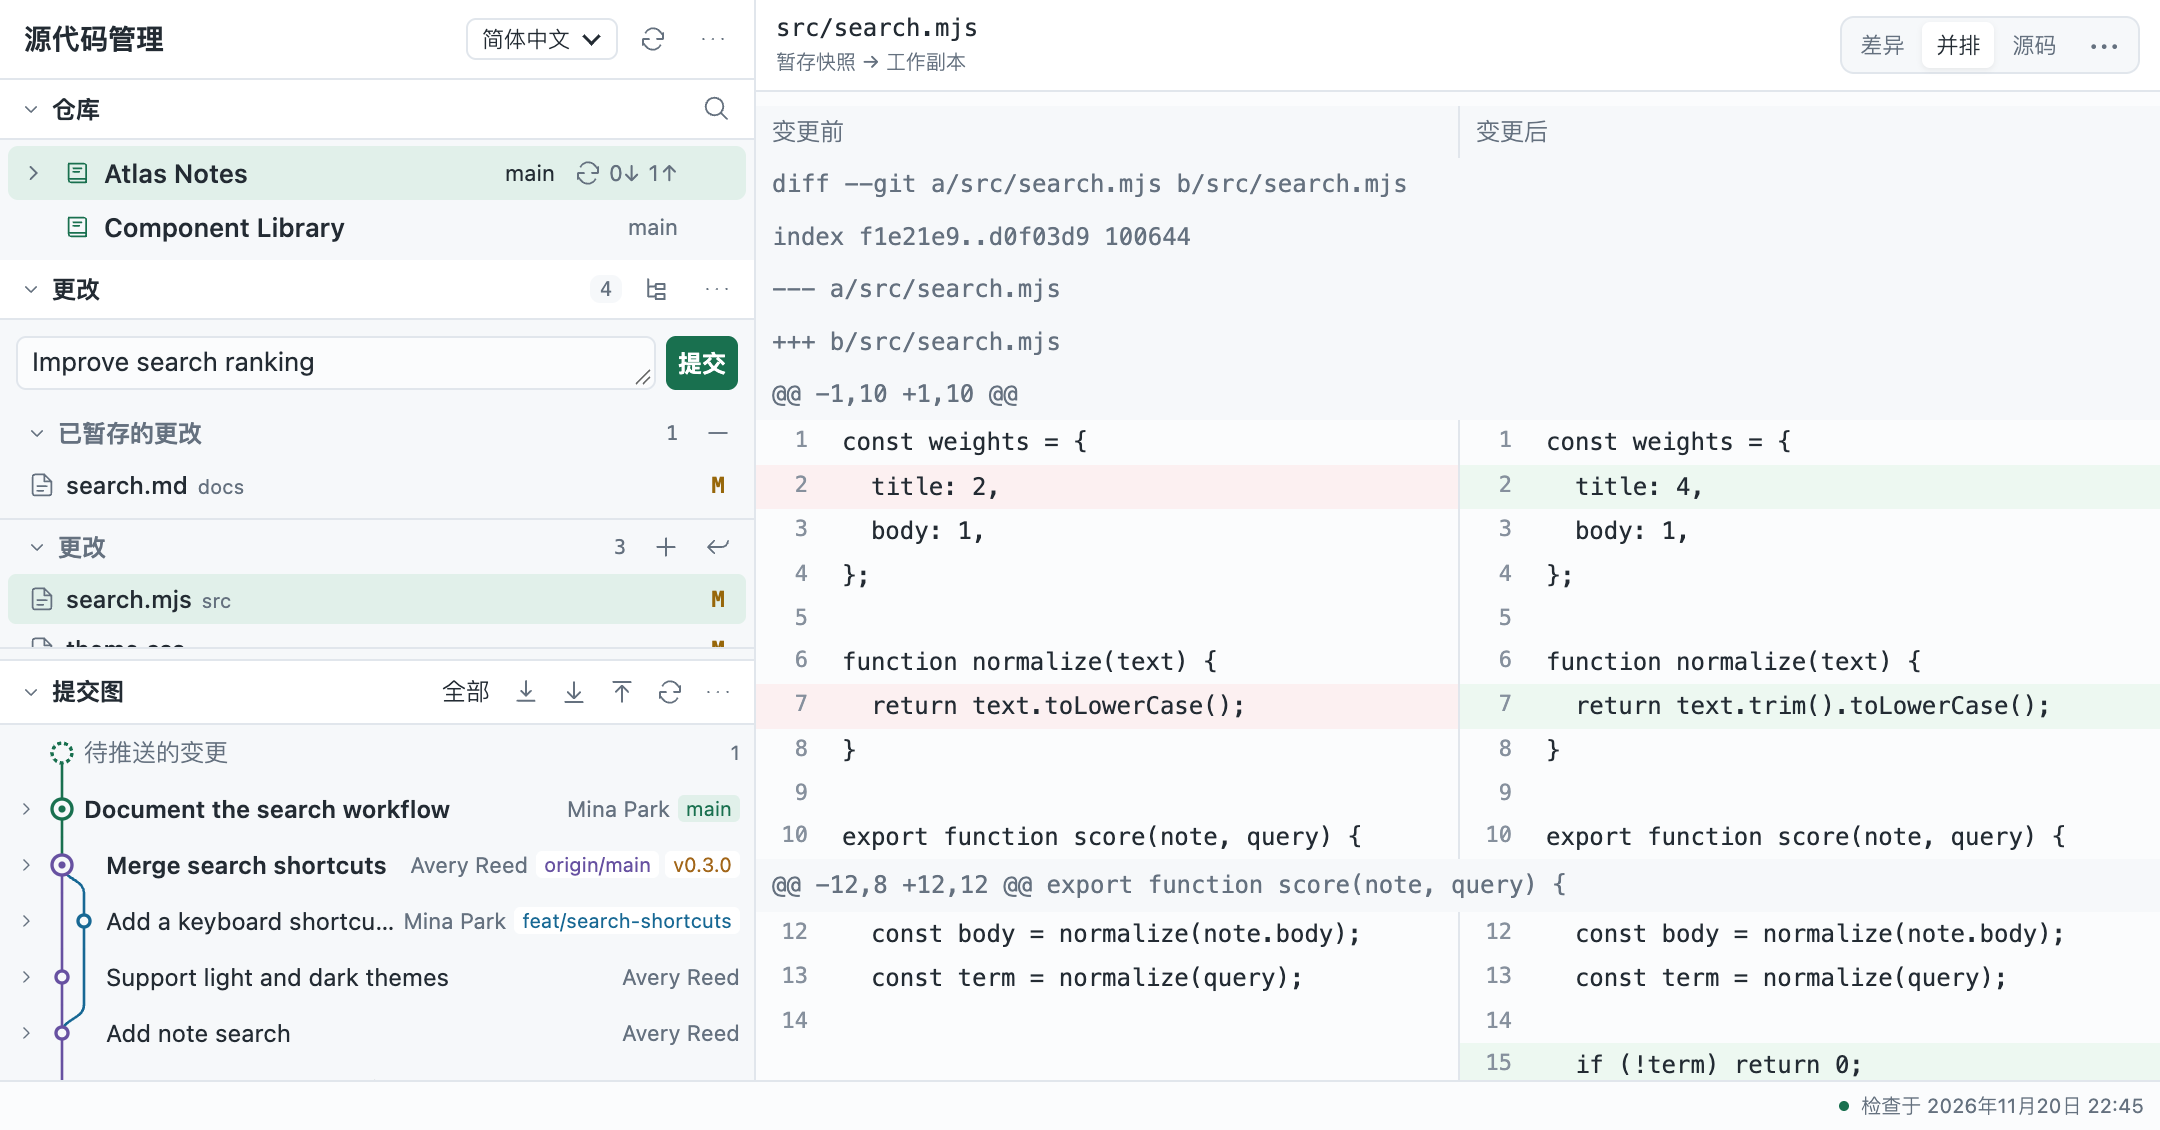 源代码管理
简体中文
仓库
Atlas Notes main 0↓ 1↑
Component Library main
更改 4
Improve search ranking
提交
已暂存的更改 1
search.md docs M
更改 3
search.mjs src M
theme.css M
提交图 全部
待推送的变更 1
Document the search workflow Mina Park main
Merge search shortcuts Avery Reed origin/main v0.3.0
Add a keyboard shortcu... Mina Park feat/search-shortcuts
Support light and dark themes Avery Reed
Add note search Avery Reed
src/search.mjs
暂存快照 → 工作副本
差异 并排 源码
变更前 变更后
diff --git a/src/search.mjs b/src/search.mjs
index f1e21e9..d0f03d9 100644
--- a/src/search.mjs
+++ b/src/search.mjs
@@ -1,10 +1,10 @@
1 const weights = { 1 const weights = {
2 title: 2, 2 title: 4,
3 body: 1, 3 body: 1,
4 }; 4 };
5 5
6 function normalize(text) { 6 function normalize(text) {
7 return text.toLowerCase(); 7 return text.trim().toLowerCase();
8 } 8 }
9 9
10 export function score(note, query) { 10 export function score(note, query) {
@@ -12,8 +12,12 @@ export function score(note, query) {
12 const body = normalize(note.body); 12 const body = normalize(note.body);
13 const term = normalize(query); 13 const term = normalize(query);
14 14
15 if (!term) return 0;
检查于 2026年11月20日 22:45